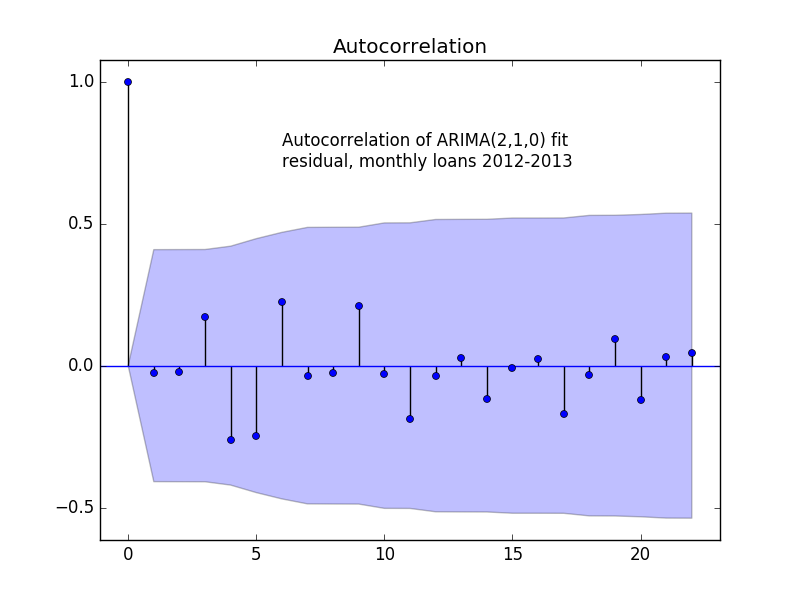 Autocorrelation
1.0
Autocorrelation of ARIMA(2,1,0) fit
residual, monthly loans 2012-2013
0.5
0.0
−0.5
0 5 10 15 20